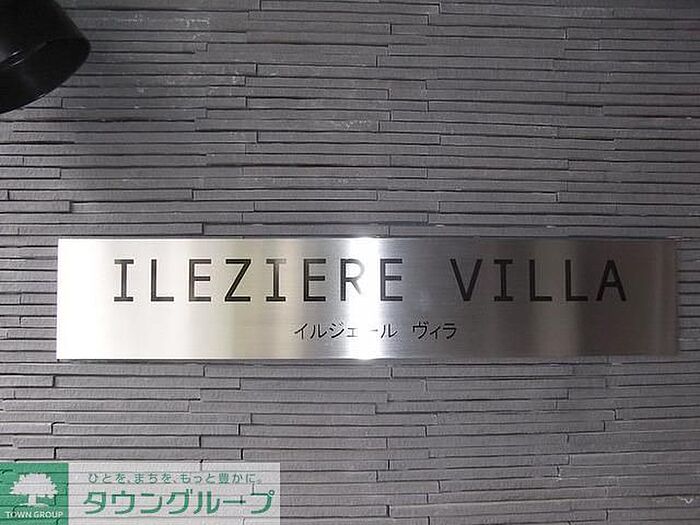 ILEZIERE VILLA
イルジェール ヴィラ
ひとを、まちを、もっと豊かに。
タウングループ
TOWN GROUP